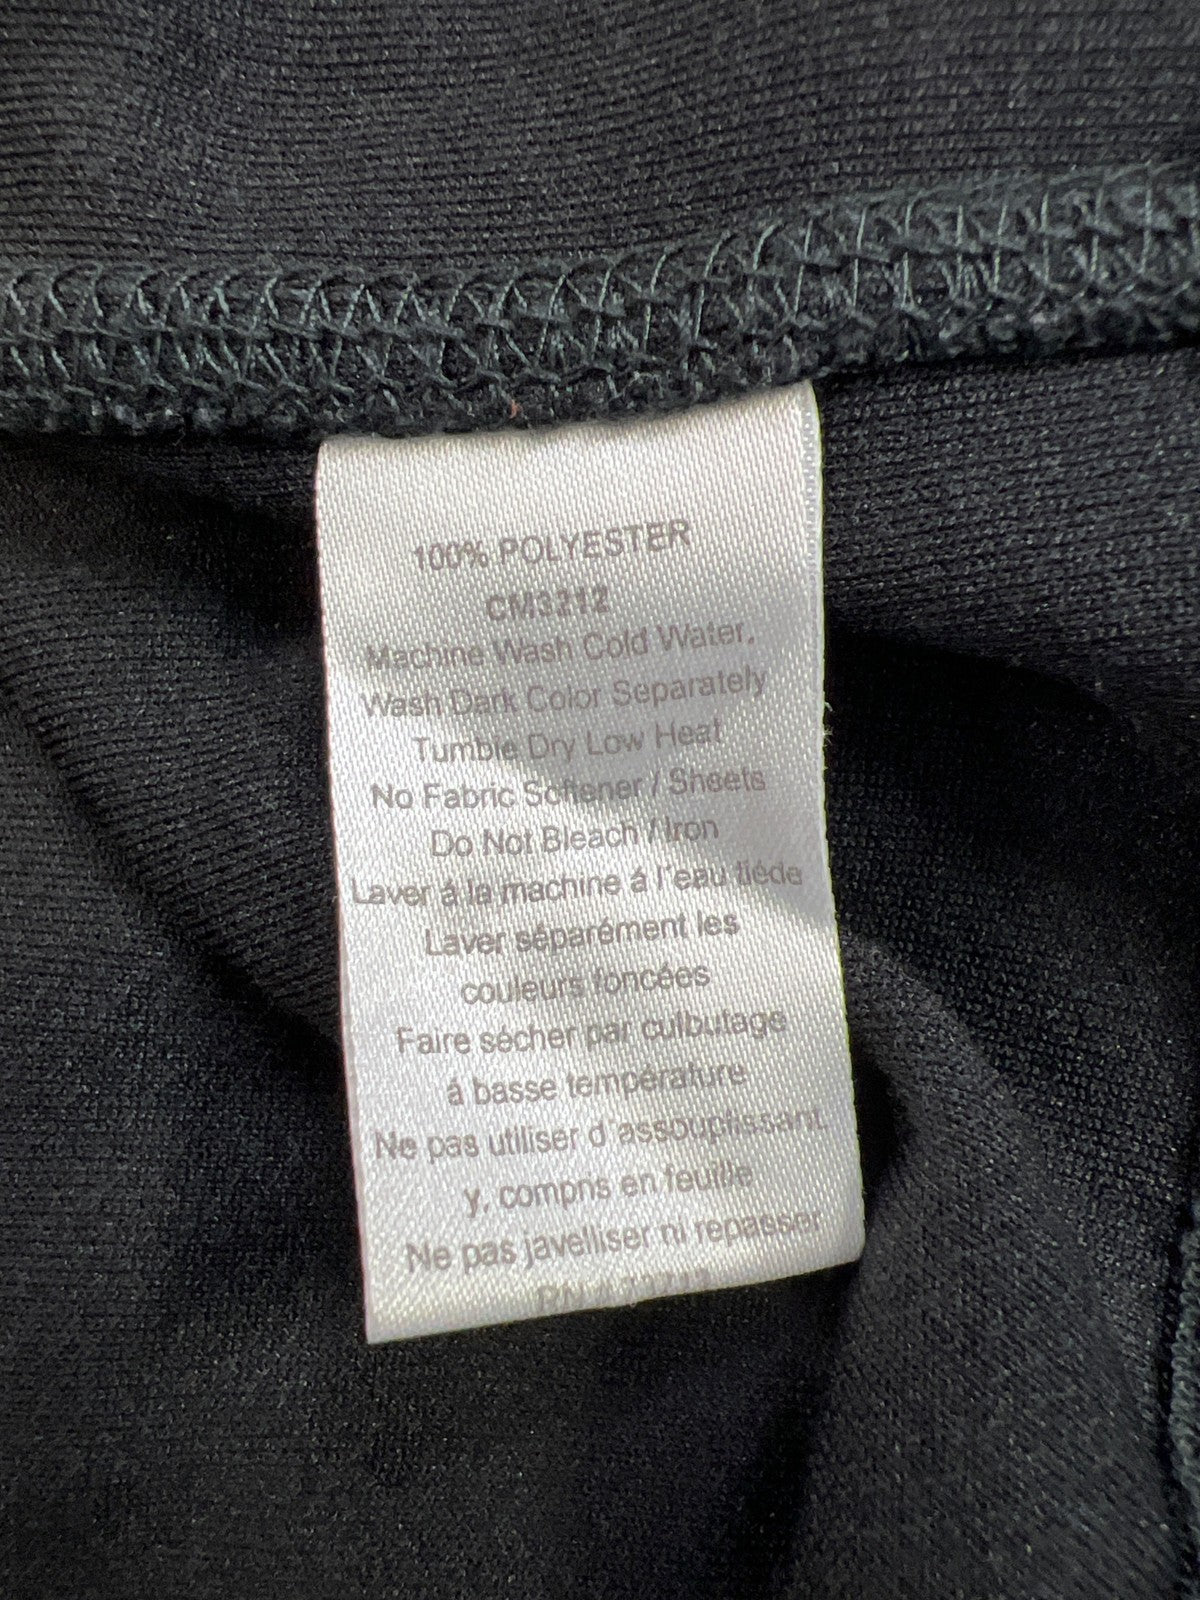 100% POLYESTER
CM3212
Machine Wash Cold Water,
Wash Dark Color Separately
Tumble Dry Low Heat
No Fabric Softener / Sheets
Do Not Bleach / Iron
Laver á la machine á l'eau tiéde
Laver séparément les
couleurs foncées
Faire sécher par culbutage
á basse température
Ne pas utiliser d'assouplissant
y, compris en feuille
Ne pas javelliser ni repasser